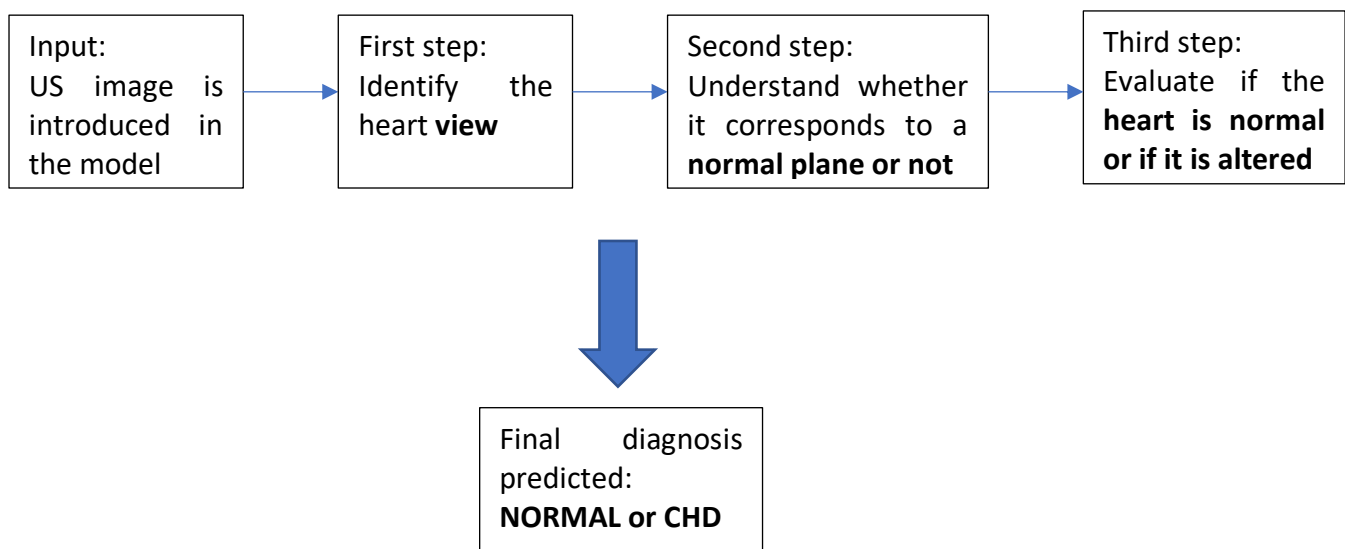 Input:
US image is
introduced in
the model
First step:
Identify the
heart view
Second step:
Understand whether
it corresponds to a
normal plane or not
Third step:
Evaluate if the
heart is normal
or if it is altered
Final diagnosis
predicted:
NORMAL or CHD